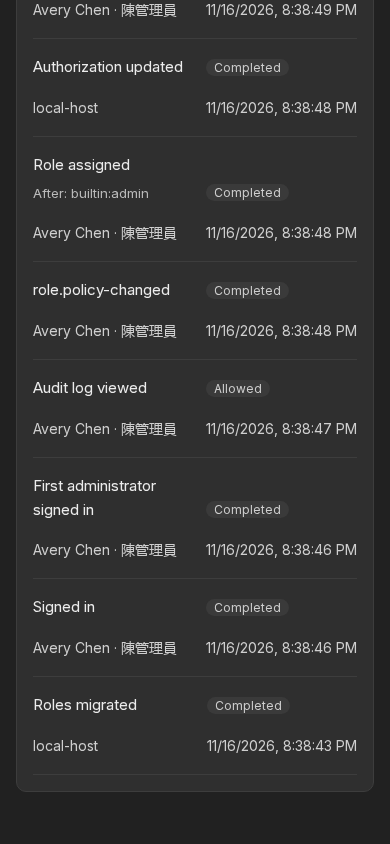 Avery Chen · 陳管理員 11/16/2026, 8:38:49 PM
Authorization updated Completed
local-host 11/16/2026, 8:38:48 PM
Role assigned
After: builtin:admin Completed
Avery Chen · 陳管理員 11/16/2026, 8:38:48 PM
role.policy-changed Completed
Avery Chen · 陳管理員 11/16/2026, 8:38:48 PM
Audit log viewed Allowed
Avery Chen · 陳管理員 11/16/2026, 8:38:47 PM
First administrator
signed in Completed
Avery Chen · 陳管理員 11/16/2026, 8:38:46 PM
Signed in Completed
Avery Chen · 陳管理員 11/16/2026, 8:38:46 PM
Roles migrated Completed
local-host 11/16/2026, 8:38:43 PM